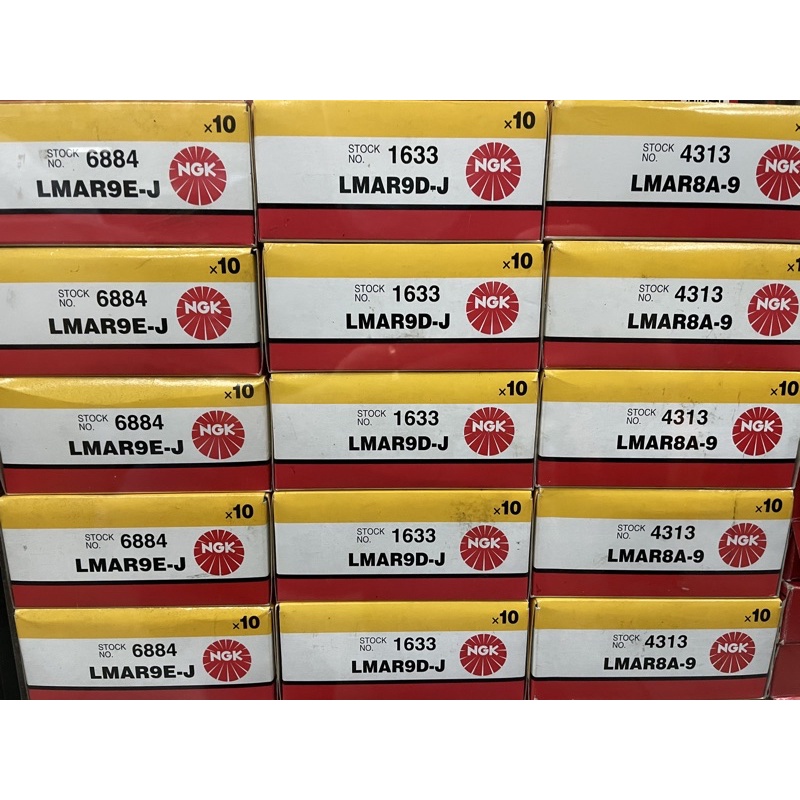 x10
STOCK NO. 6884
LMAR9E-J
NGK
x10
STOCK NO. 1633
LMAR9D-J
NGK
STOCK NO. 4313
LMAR8A-9
NGK
x10
STOCK NO. 6884
LMAR9E-J
NGK
x10
STOCK NO. 1633
LMAR9D-J
NGK
x1
STOCK NO. 4313
LMAR8A-9
NGK
x10
STOCK NO. 6884
LMAR9E-J
NGK
x10
STOCK NO. 1633
LMAR9D-J
NGK
x10
STOCK NO. 4313
LMAR8A-9
NGK
x10
STOCK NO. 6884
LMAR9E-J
NGK
x10
STOCK NO. 1633
LMAR9D-J
NGK
x10
STOCK NO. 4313
LMAR8A-9
NGK
x10
STOCK NO. 6884
LMAR9E-J
NGK
x10
STOCK NO. 1633
LMAR9D-J
NGK
x10
STOCK NO. 4313
LMAR8A-9
NGK